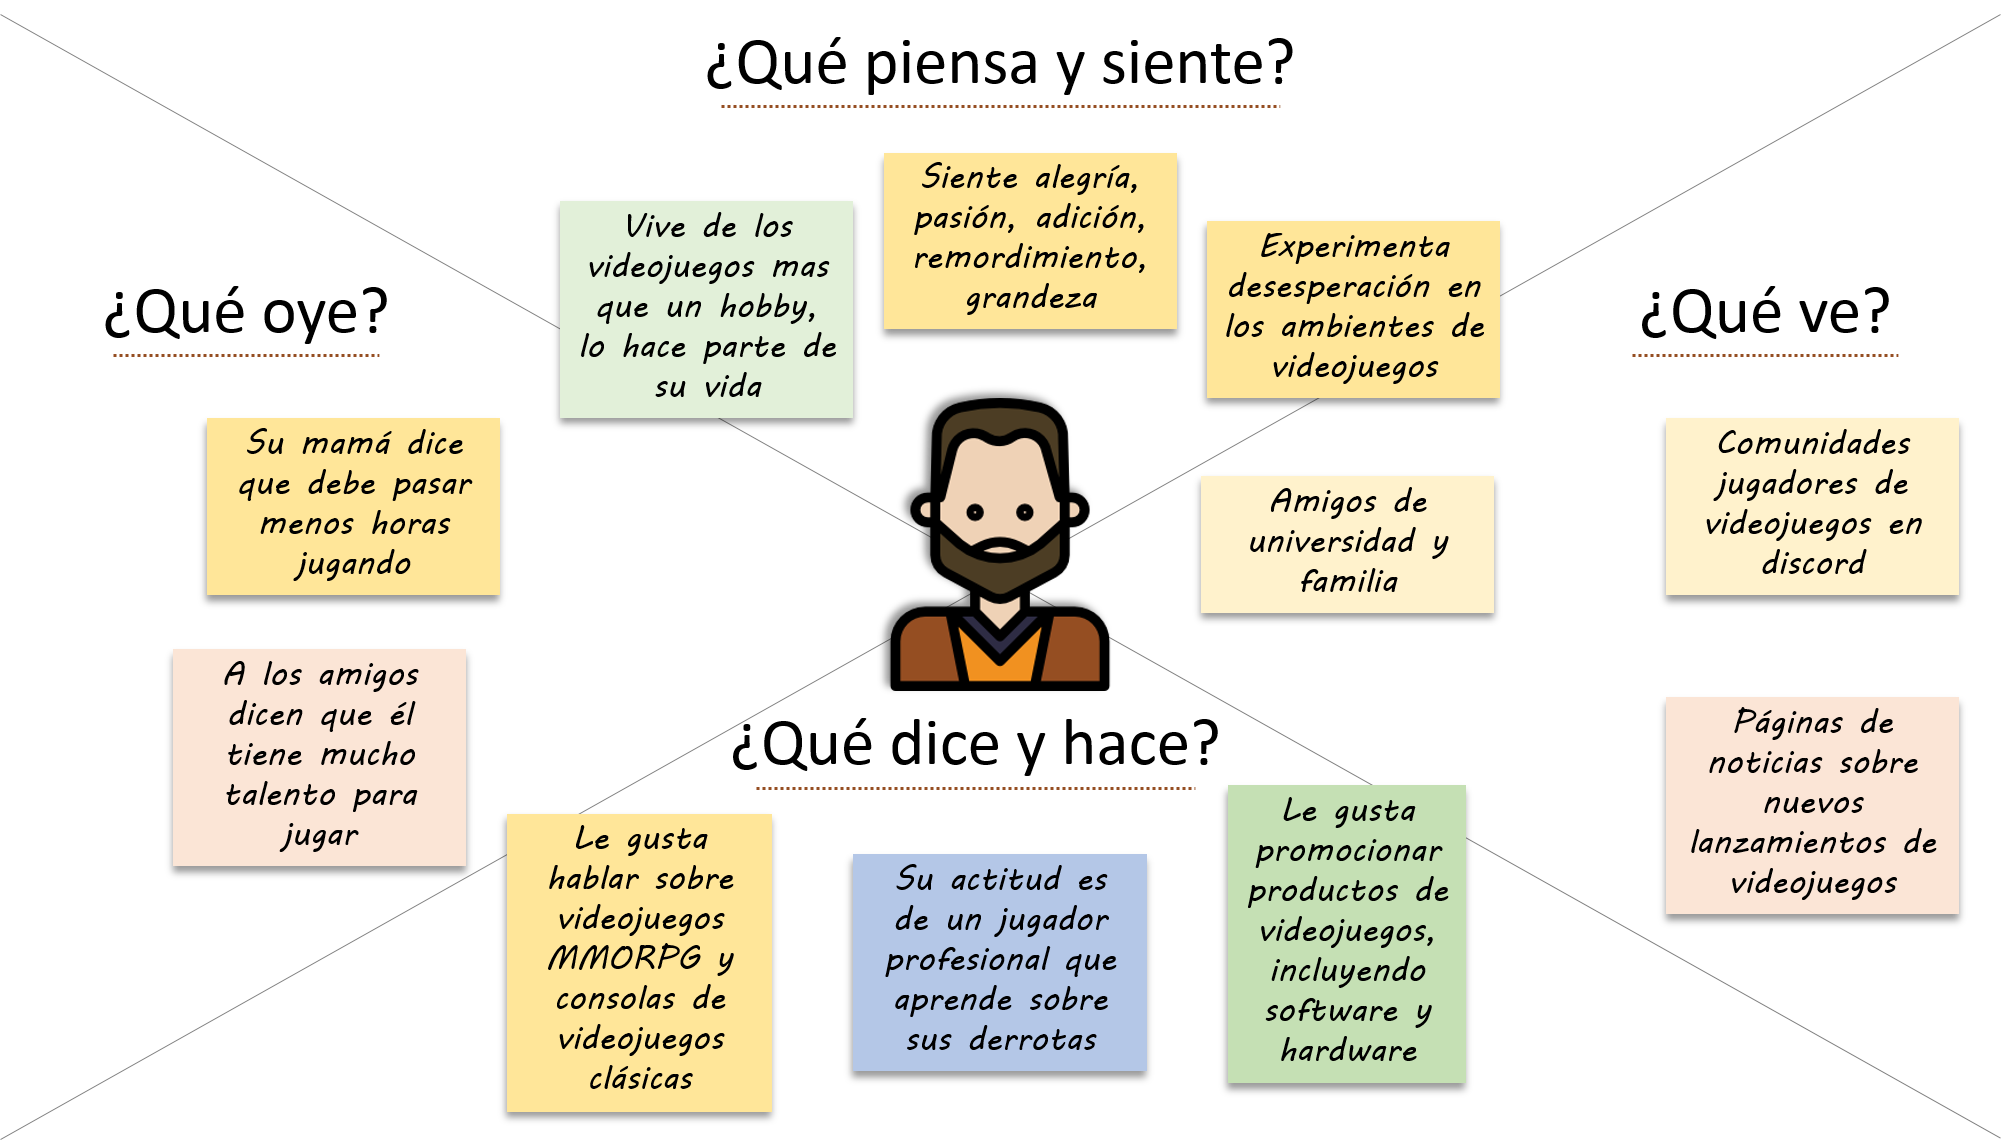 ¿Qué piensa y siente?
Vive de los
videojuegos mas
que un hobby,
lo hace parte de
su vida
Siente alegría,
pasión, adición,
remordimiento,
grandeza
Experimenta
desesperación en
los ambientes de
videojuegos
¿Qué oye?
Su mamá dice
que debe pasar
menos horas
jugando
A los amigos
dicen que él
tiene mucho
talento para
jugar
¿Qué ve?
Amigos de
universidad y
familia
Comunidades
jugadores de
videojuegos en
discord
Páginas de
noticias sobre
nuevos
lanzamientos de
videojuegos
¿Qué dice y hace?
Le gusta
hablar sobre
videojuegos
MMORPG y
consolas de
videojuegos
clásicas
Su actitud es
de un jugador
profesional que
aprende sobre
sus derrotas
Le gusta
promocionar
productos de
videojuegos,
incluyendo
software y
hardware